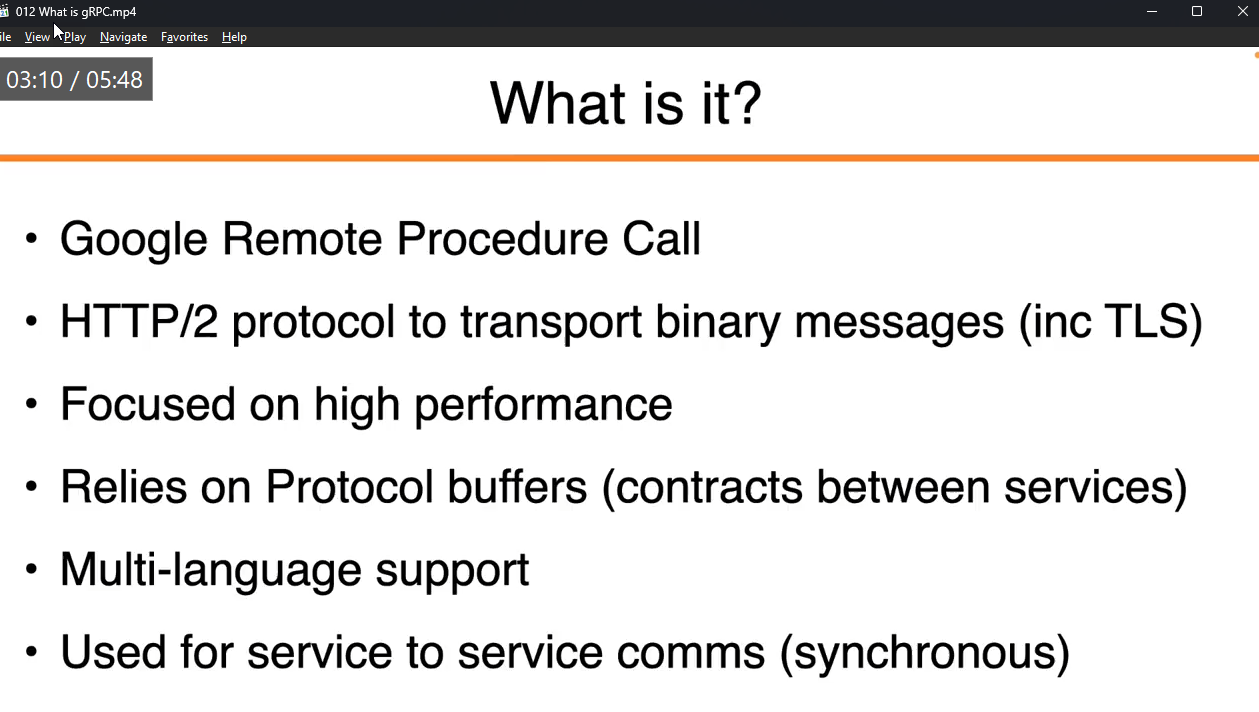 012 What is gRPC.mp4
ile View Play Navigate Favorites Help
03:10 / 05:48
What is it?
• Google Remote Procedure Call
• HTTP/2 protocol to transport binary messages (inc TLS)
• Focused on high performance
• Relies on Protocol buffers (contracts between services)
• Multi-language support
• Used for service to service comms (synchronous)